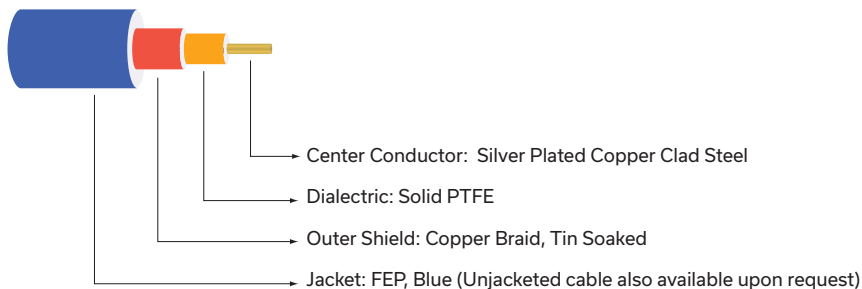 Center Conductor: Silver Plated Copper Clad Steel
Dialectric: Solid PTFE
Outer Shield: Copper Braid, Tin Soaked
Jacket: FEP, Blue (Unjacketed cable also available upon request)